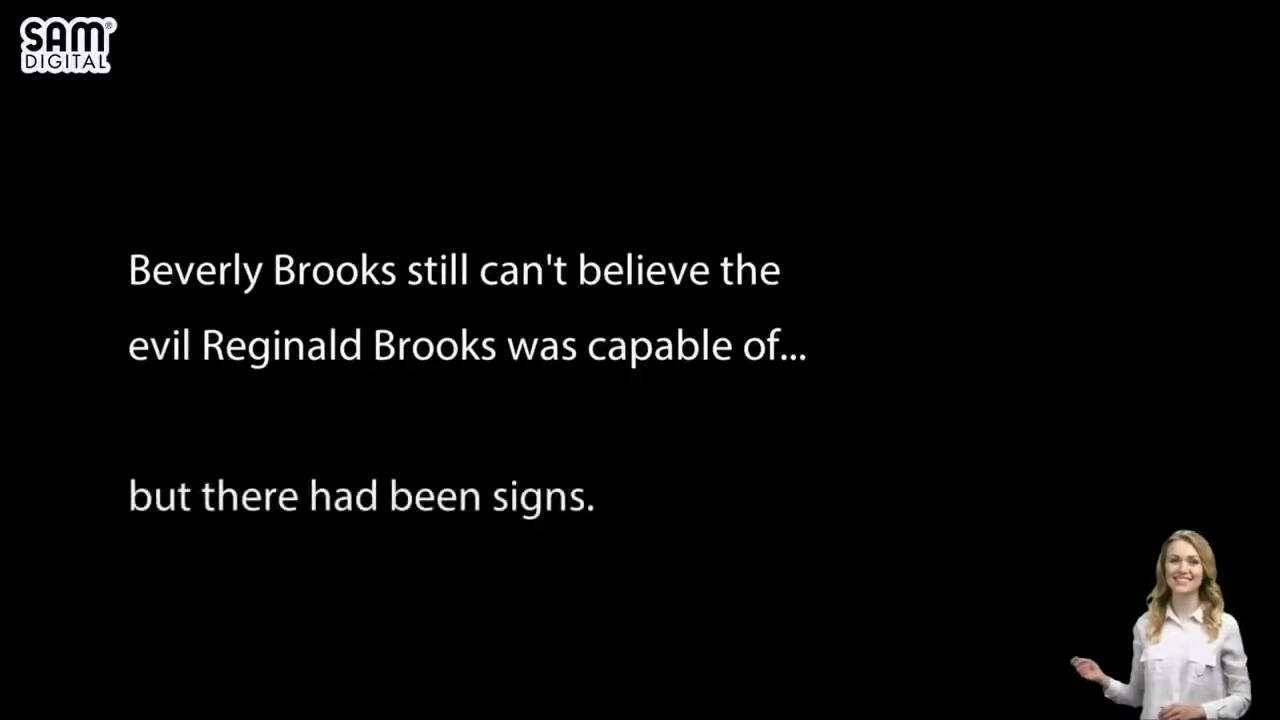 SAM®
DIGITAL
Beverly Brooks still can't believe the
evil Reginald Brooks was capable of...
but there had been signs.